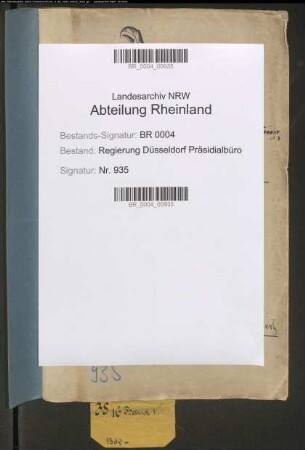 BR_0004_00935
Landesarchiv NRW
Abteilung Rheinland
Bestands-Signatur: BR 0004
Bestand: Regierung Düsseldorf Präsidialbüro
Signatur: Nr. 935
BR_0004_00935
935